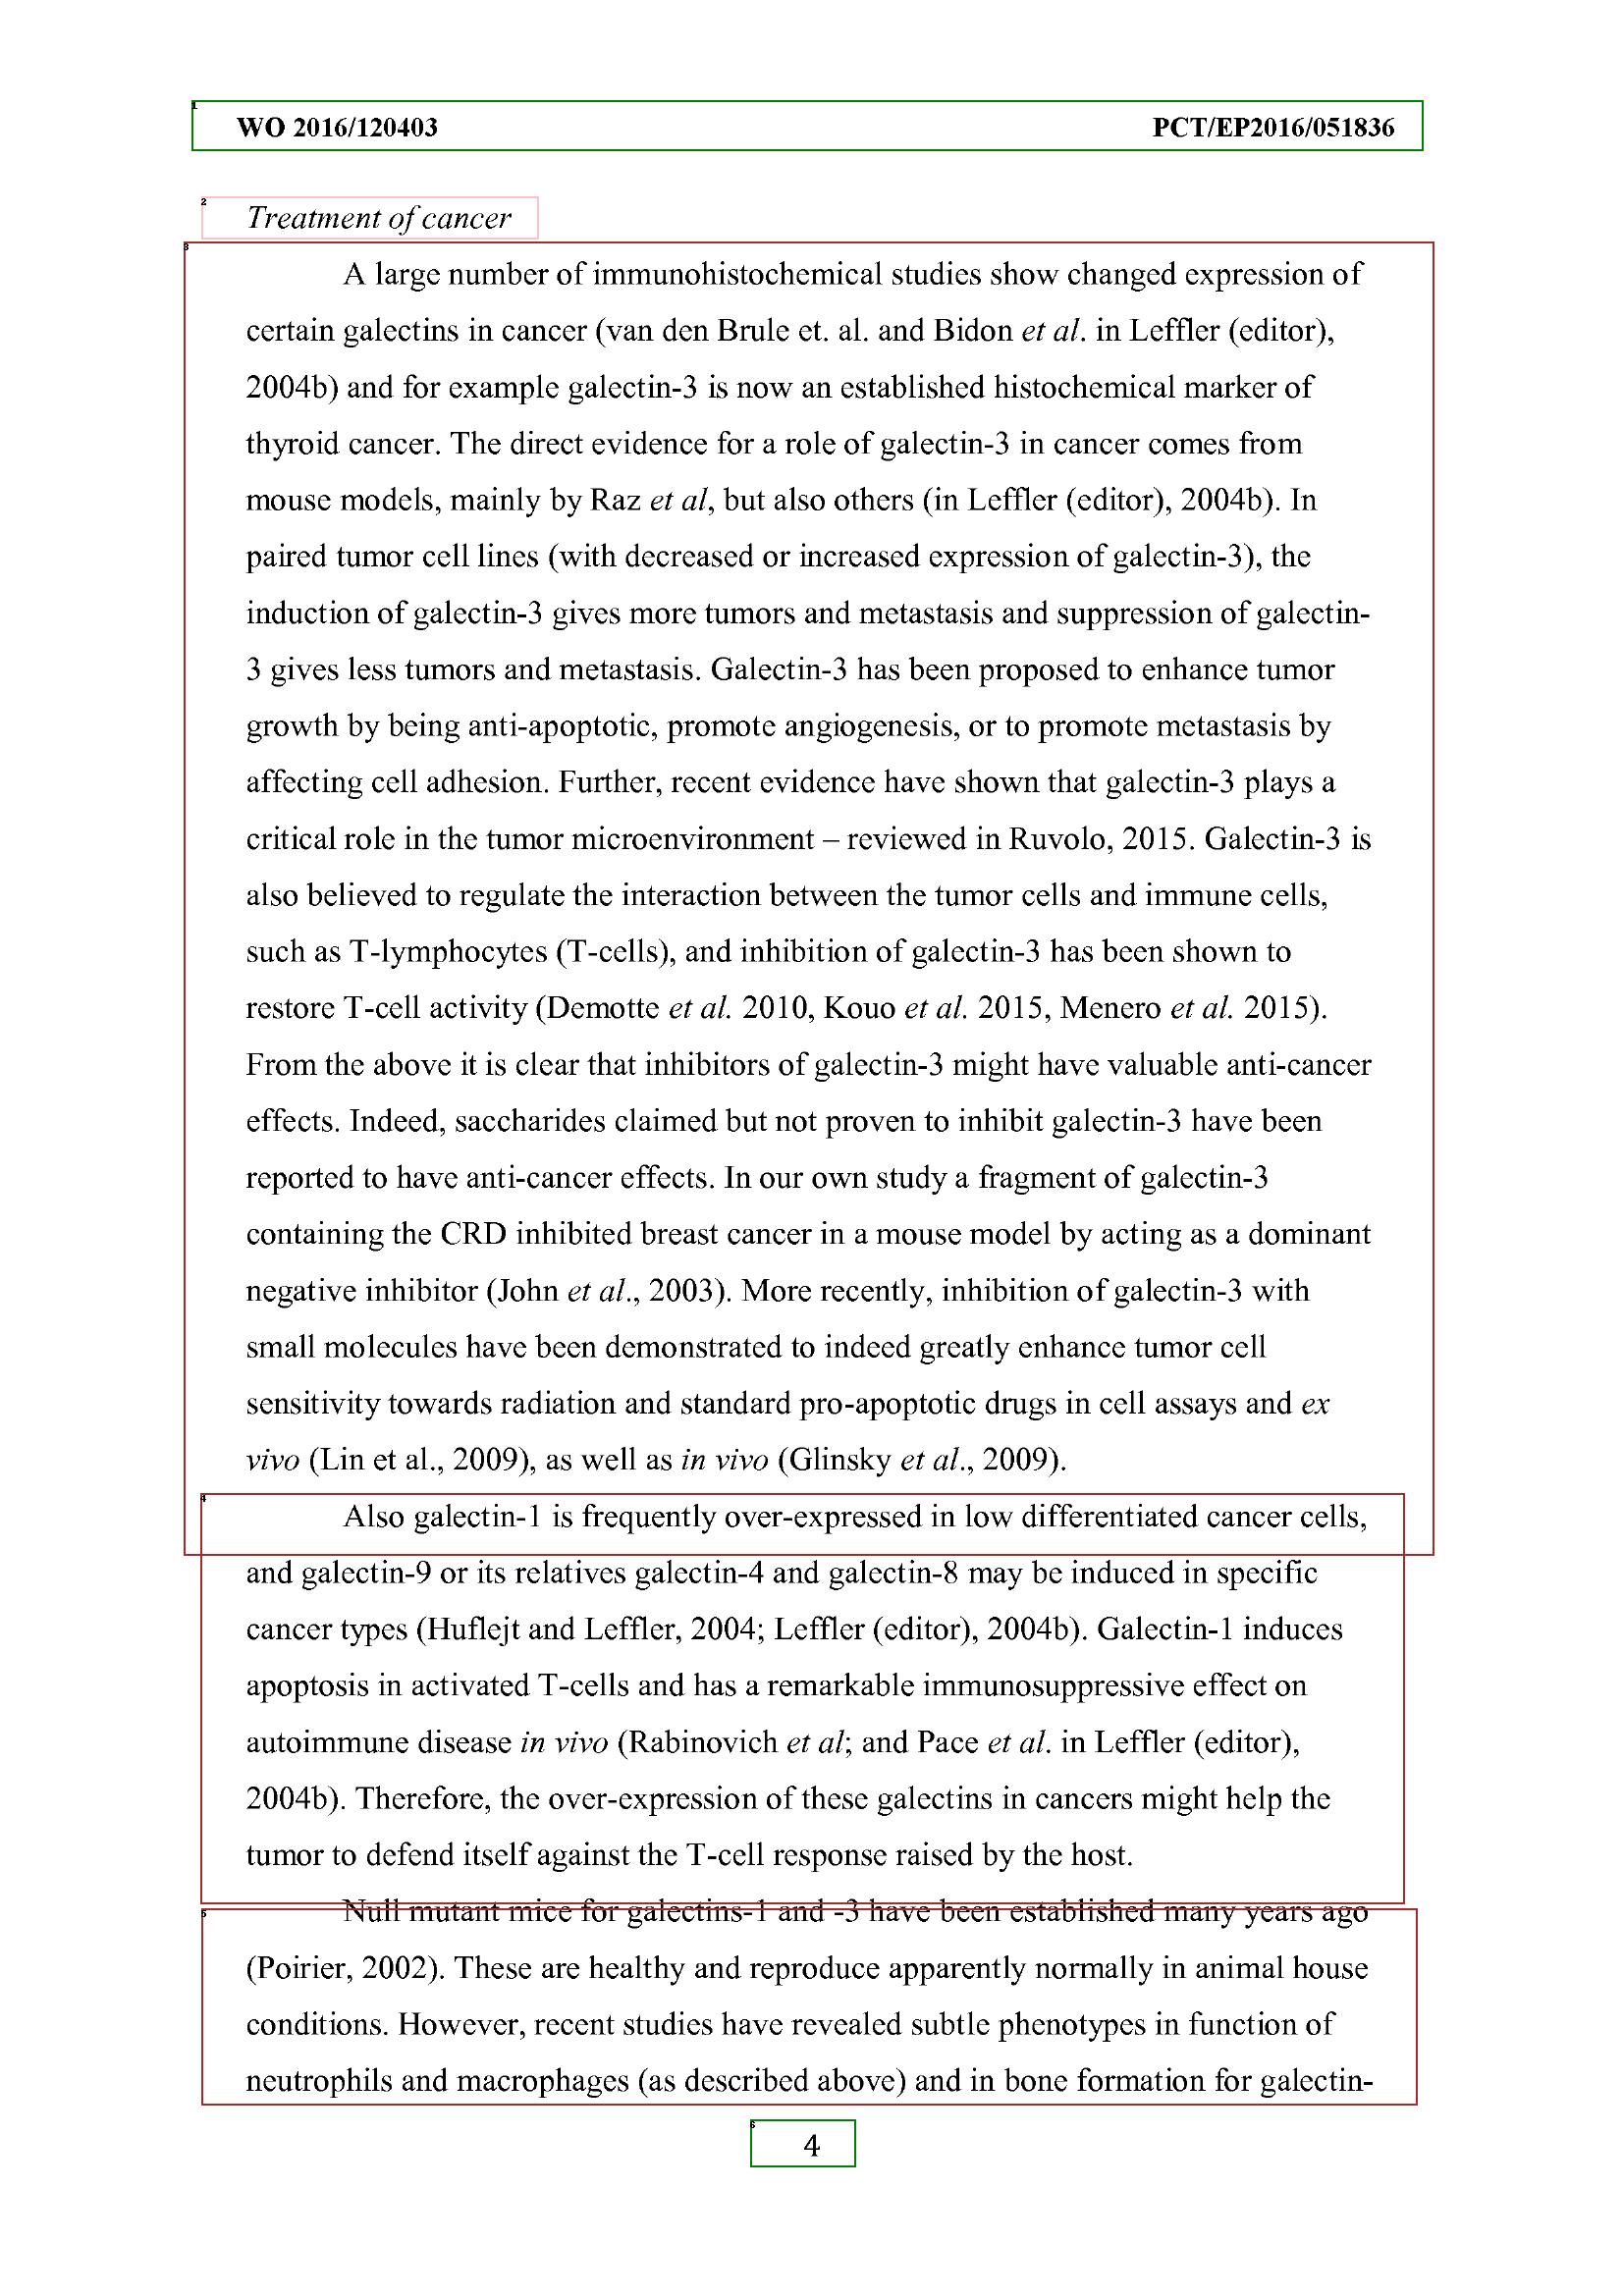 1
WO 2016/120403 PCT/EP2016/051836
2
Treatment of cancer
3
A large number of immunohistochemical studies show changed expression of
certain galectins in cancer (van den Brule et. al. and Bidon et al. in Leffler (editor),
2004b) and for example galectin-3 is now an established histochemical marker of
thyroid cancer. The direct evidence for a role of galectin-3 in cancer comes from
mouse models, mainly by Raz et al, but also others (in Leffler (editor), 2004b). In
paired tumor cell lines (with decreased or increased expression of galectin-3), the
induction of galectin-3 gives more tumors and metastasis and suppression of galectin-
3 gives less tumors and metastasis. Galectin-3 has been proposed to enhance tumor
growth by being anti-apoptotic, promote angiogenesis, or to promote metastasis by
affecting cell adhesion. Further, recent evidence have shown that galectin-3 plays a
critical role in the tumor microenvironment – reviewed in Ruvolo, 2015. Galectin-3 is
also believed to regulate the interaction between the tumor cells and immune cells,
such as T-lymphocytes (T-cells), and inhibition of galectin-3 has been shown to
restore T-cell activity (Demotte et al. 2010, Kouo et al. 2015, Menero et al. 2015).
From the above it is clear that inhibitors of galectin-3 might have valuable anti-cancer
effects. Indeed, saccharides claimed but not proven to inhibit galectin-3 have been
reported to have anti-cancer effects. In our own study a fragment of galectin-3
containing the CRD inhibited breast cancer in a mouse model by acting as a dominant
negative inhibitor (John et al., 2003). More recently, inhibition of galectin-3 with
small molecules have been demonstrated to indeed greatly enhance tumor cell
sensitivity towards radiation and standard pro-apoptotic drugs in cell assays and ex
vivo (Lin et al., 2009), as well as in vivo (Glinsky et al., 2009).
4
Also galectin-1 is frequently over-expressed in low differentiated cancer cells,
and galectin-9 or its relatives galectin-4 and galectin-8 may be induced in specific
cancer types (Huflejt and Leffler, 2004; Leffler (editor), 2004b). Galectin-1 induces
apoptosis in activated T-cells and has a remarkable immunosuppressive effect on
autoimmune disease in vivo (Rabinovich et al; and Pace et al. in Leffler (editor),
2004b). Therefore, the over-expression of these galectins in cancers might help the
tumor to defend itself against the T-cell response raised by the host.
5
Null mutant mice for galectins-1 and -3 have been established many years ago
(Poirier, 2002). These are healthy and reproduce apparently normally in animal house
conditions. However, recent studies have revealed subtle phenotypes in function of
neutrophils and macrophages (as described above) and in bone formation for galectin-
6
4